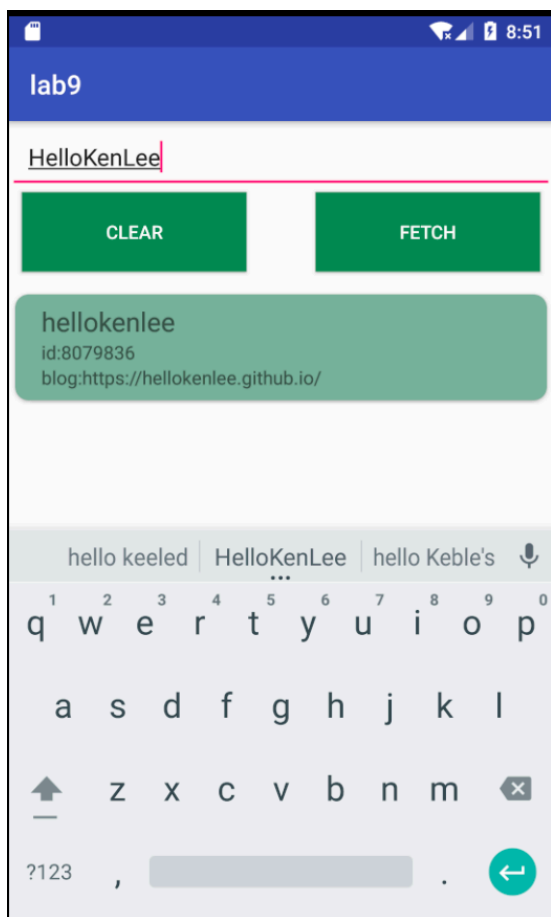 8:51
lab9
HelloKenLee
CLEAR FETCH
hellokenlee
id:8079836
blog:https://hellokenlee.github.io/
hello keeled HelloKenLee hello Keble's
1 2 3 4 5 6 7 8 9 0
q w e r t y u i o p
a s d f g h j k l
z x c v b n m
?123 , .